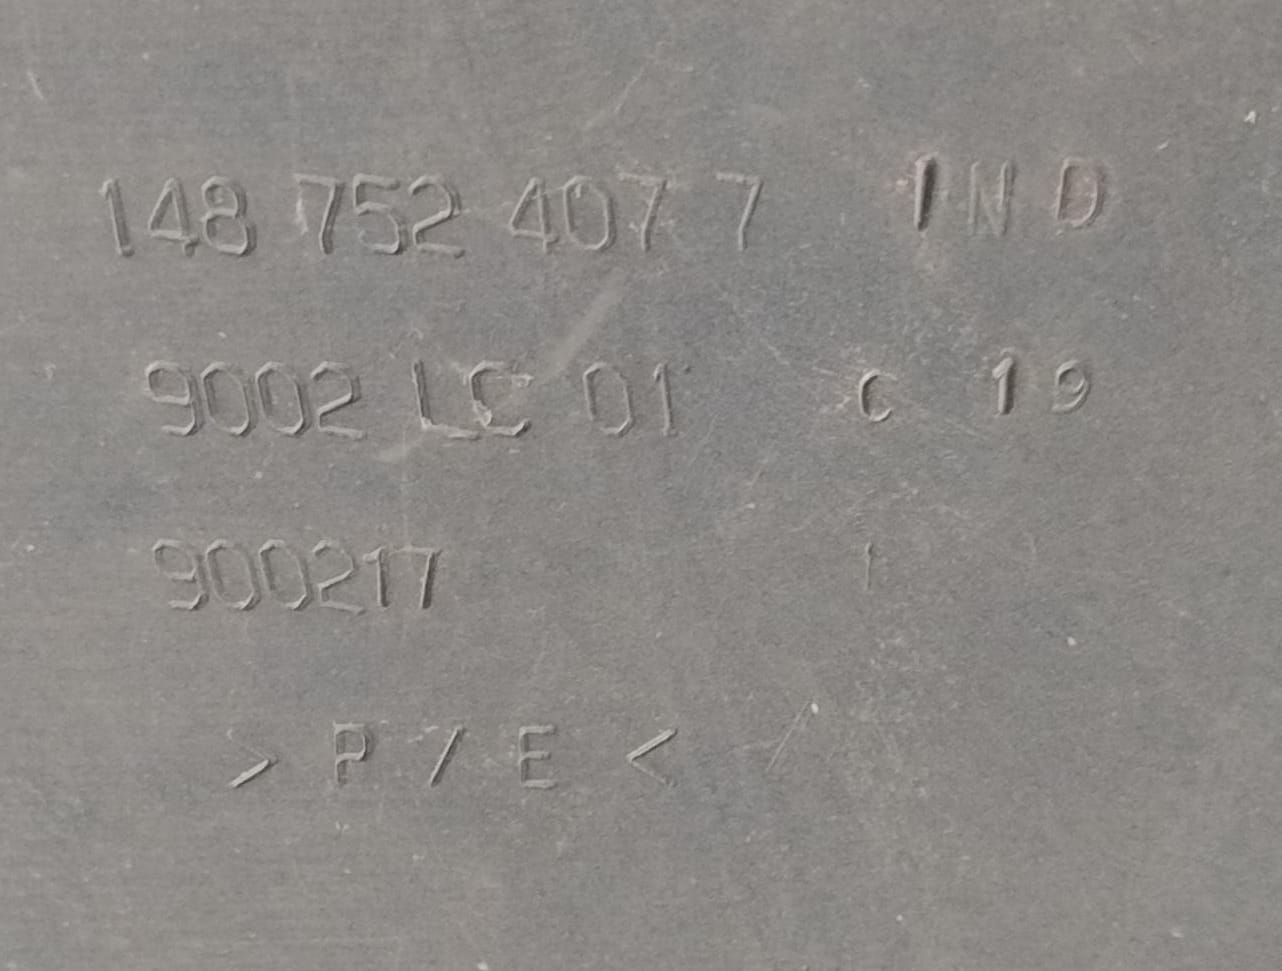 148 752 407 7 IND
9002 LC 01 C 19
900217
> P / E <